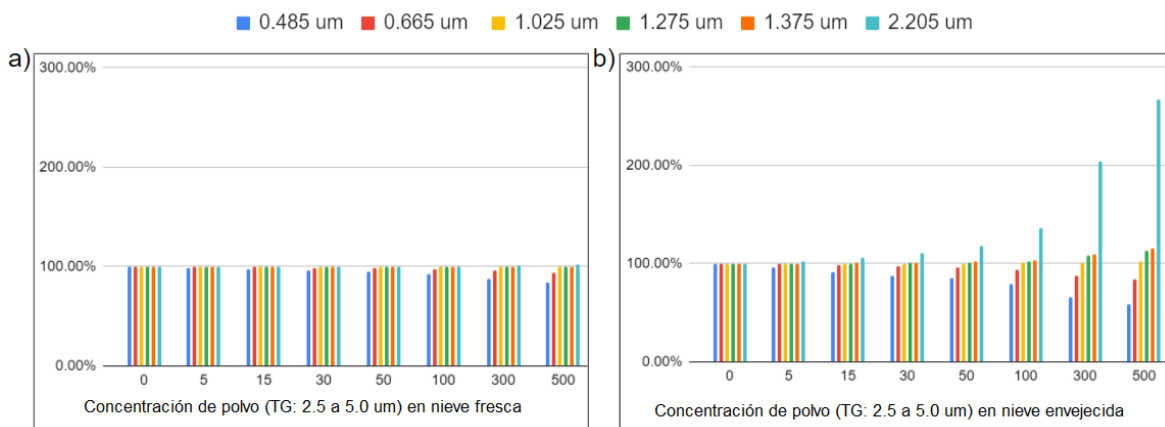 0.485 um 0.665 um 1.025 um 1.275 um 1.375 um 2.205 um
a)
300.00%
200.00%
100.00%
0.00%
0 5 15 30 50 100 300 500
Concentración de polvo (TG: 2.5 a 5.0 um) en nieve fresca
b)
300.00%
200.00%
100.00%
0.00%
0 5 15 30 50 100 300 500
Concentración de polvo (TG: 2.5 a 5.0 um) en nieve envejecida